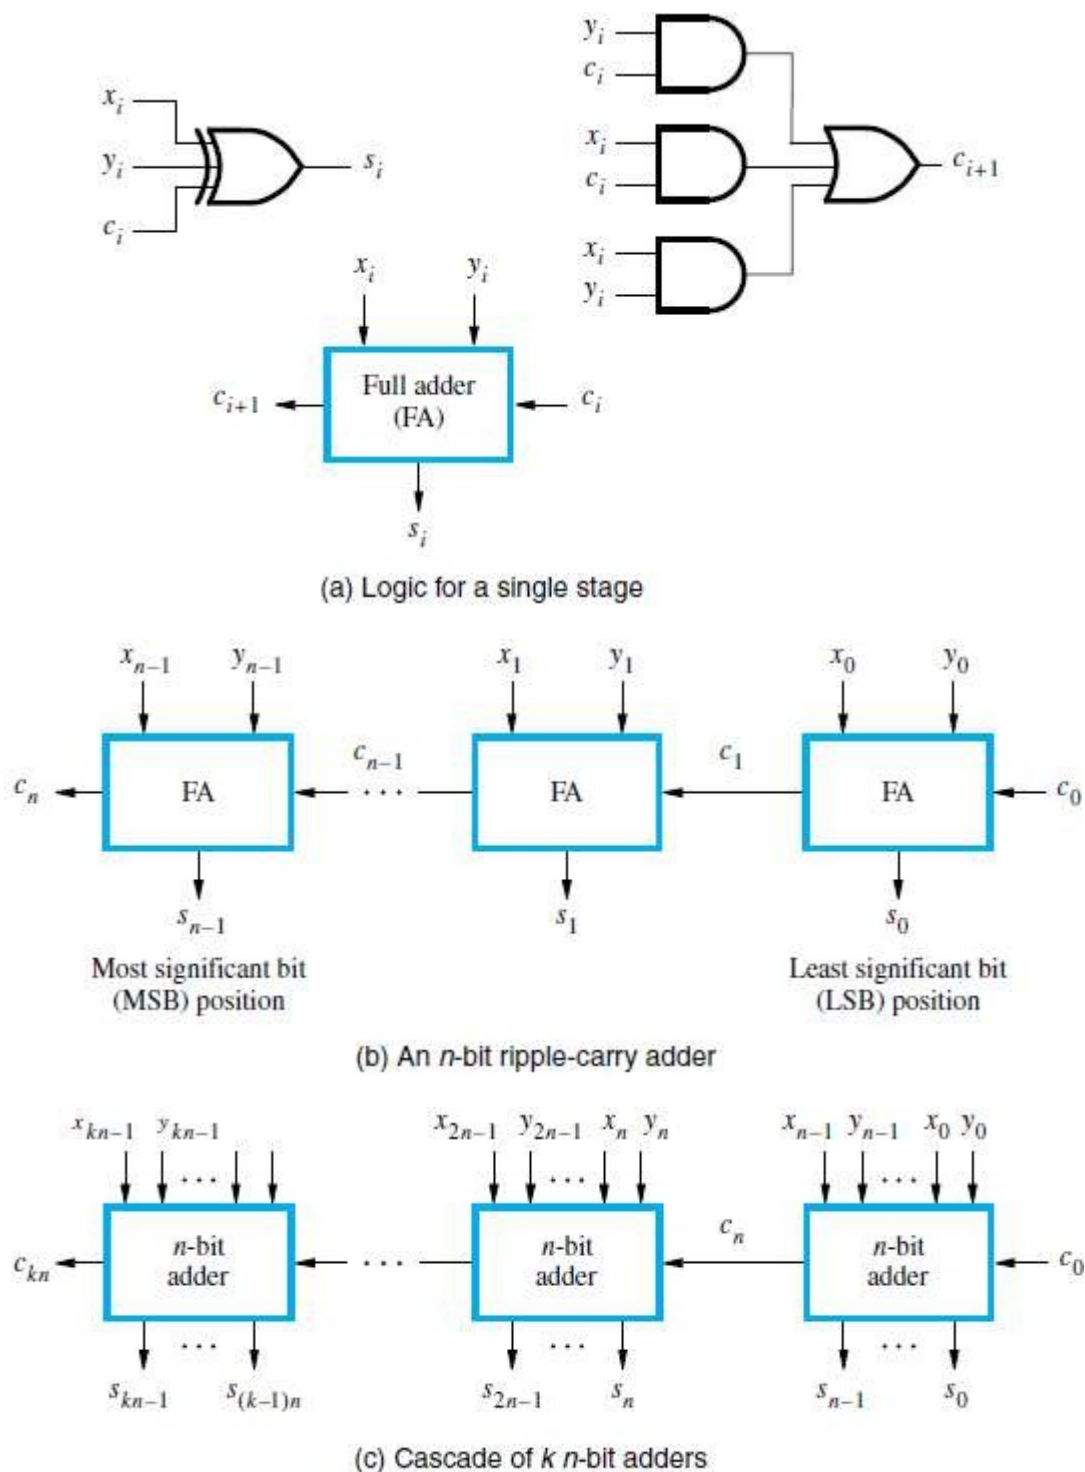 x_i
y_i
c_i
s_i
y_i
c_i
x_i
c_i
x_i
y_i
c_{i+1}
x_i y_i
c_{i+1} Full adder c_i
(FA)
s_i
(a) Logic for a single stage
x_{n–1} y_{n–1} x_1 y_1 x_0 y_0
c_{n–1} c_1
c_n FA · · · FA FA c_0
s_{n–1} s_1 s_0
Most significant bit Least significant bit
(MSB) position (LSB) position
(b) An n-bit ripple-carry adder
x_{kn–1} y_{kn–1} x_{2n–1} y_{2n–1} x_n y_n x_{n–1} y_{n–1} x_0 y_0
· · · · · · · · ·
c_n
c_{kn} n-bit adder · · · n-bit adder n-bit adder c_0
· · · · · · · · ·
s_{kn–1} s_{(k–1)n} s_{2n–1} s_n s_{n–1} s_0
(c) Cascade of k n-bit adders